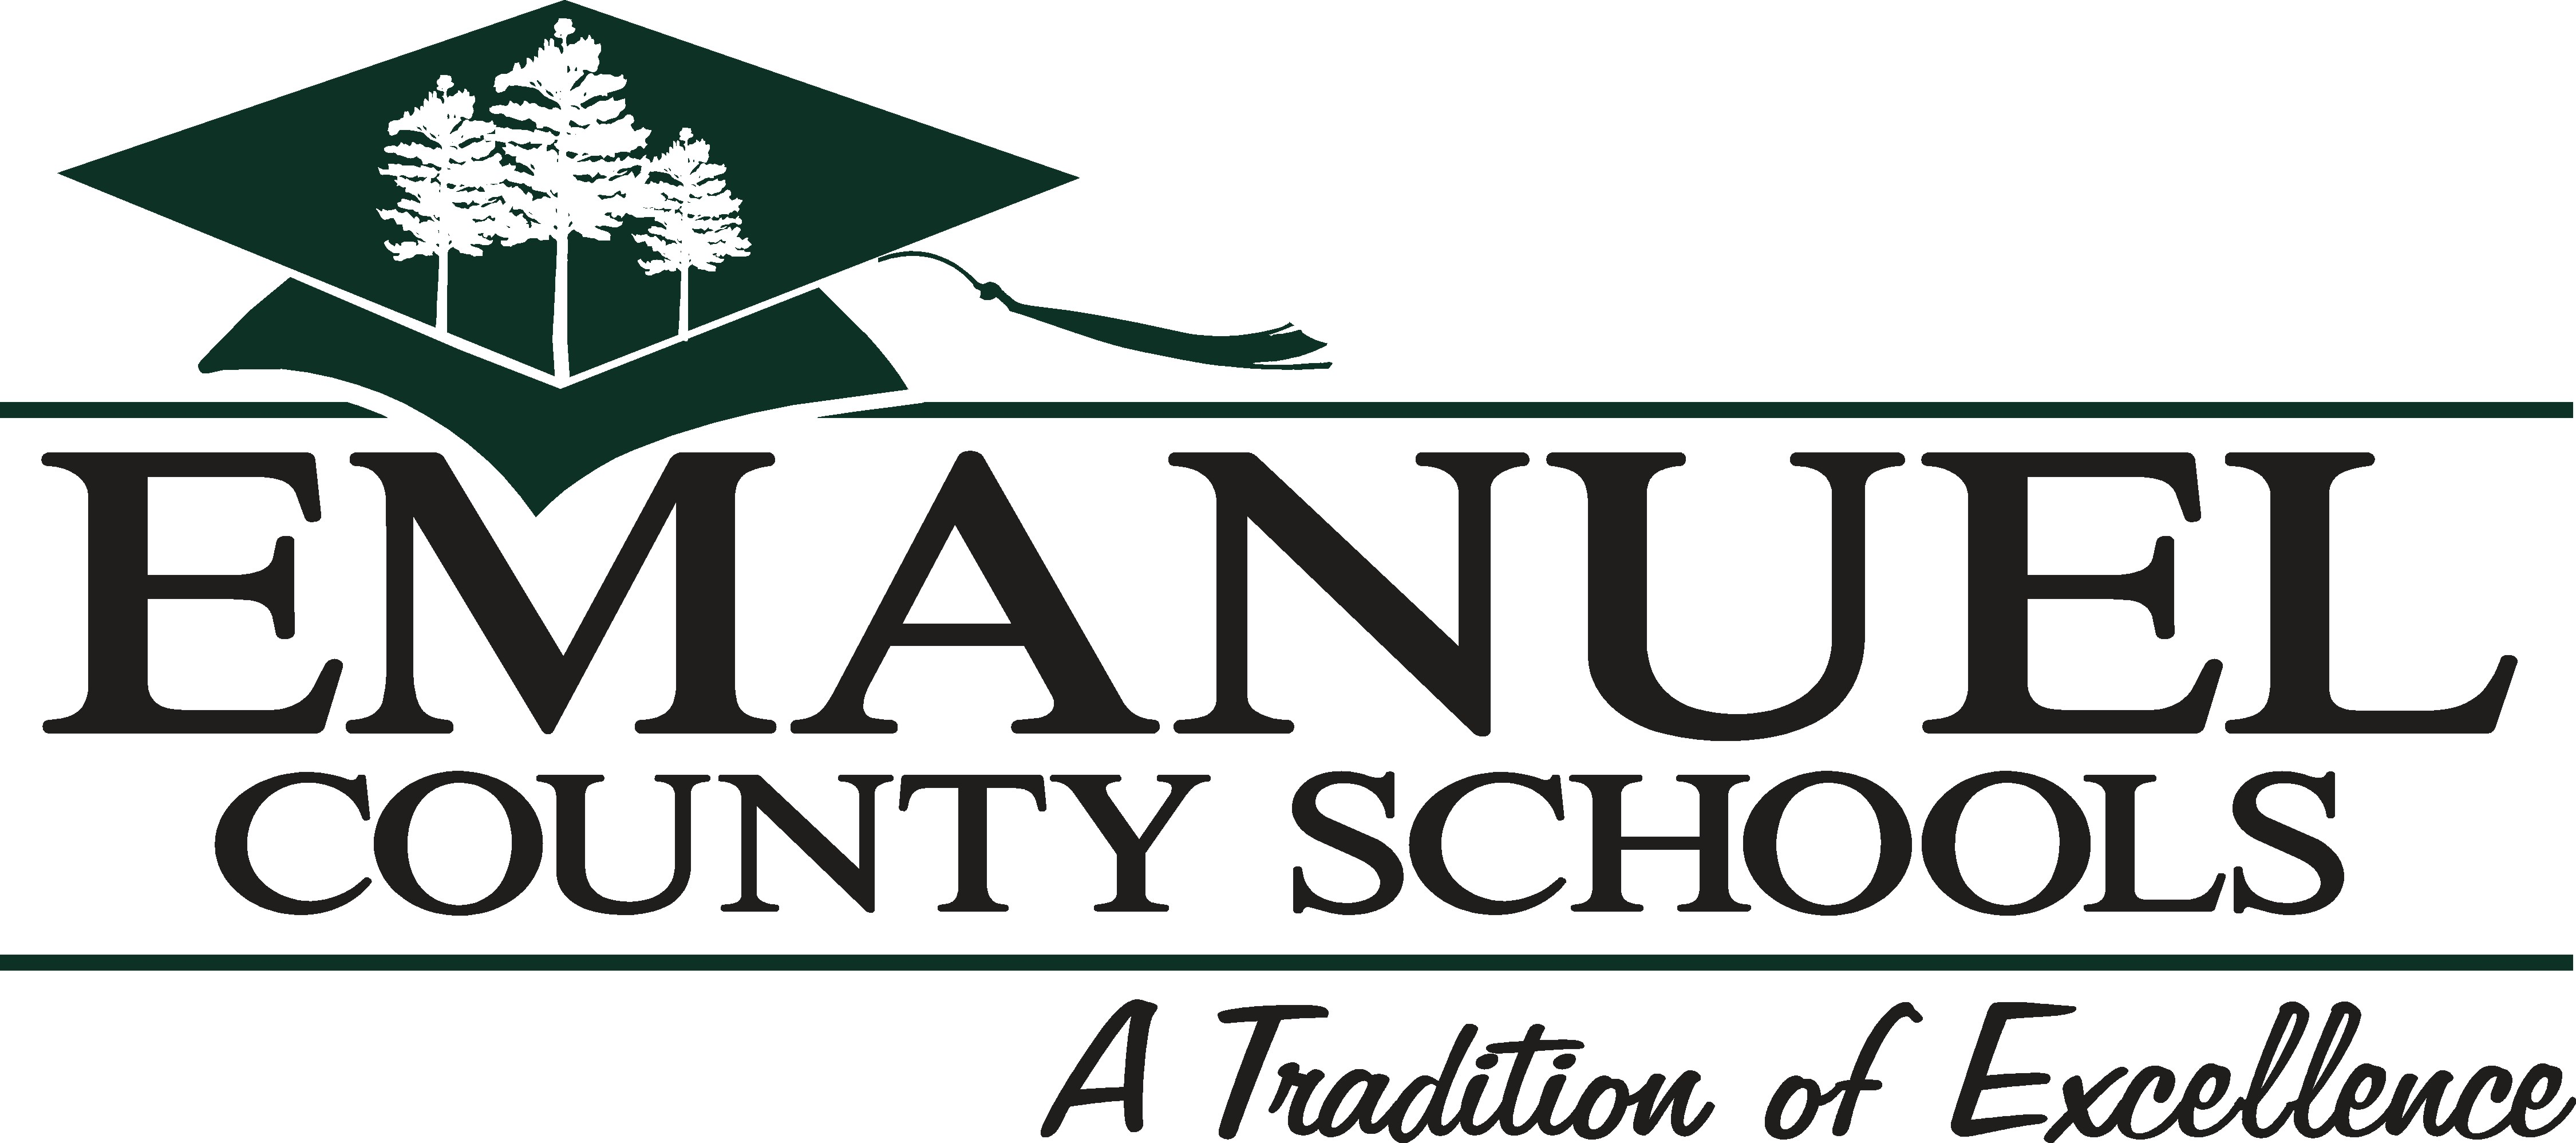 EMANUEL
COUNTY SCHOOLS
A Tradition of Excellence